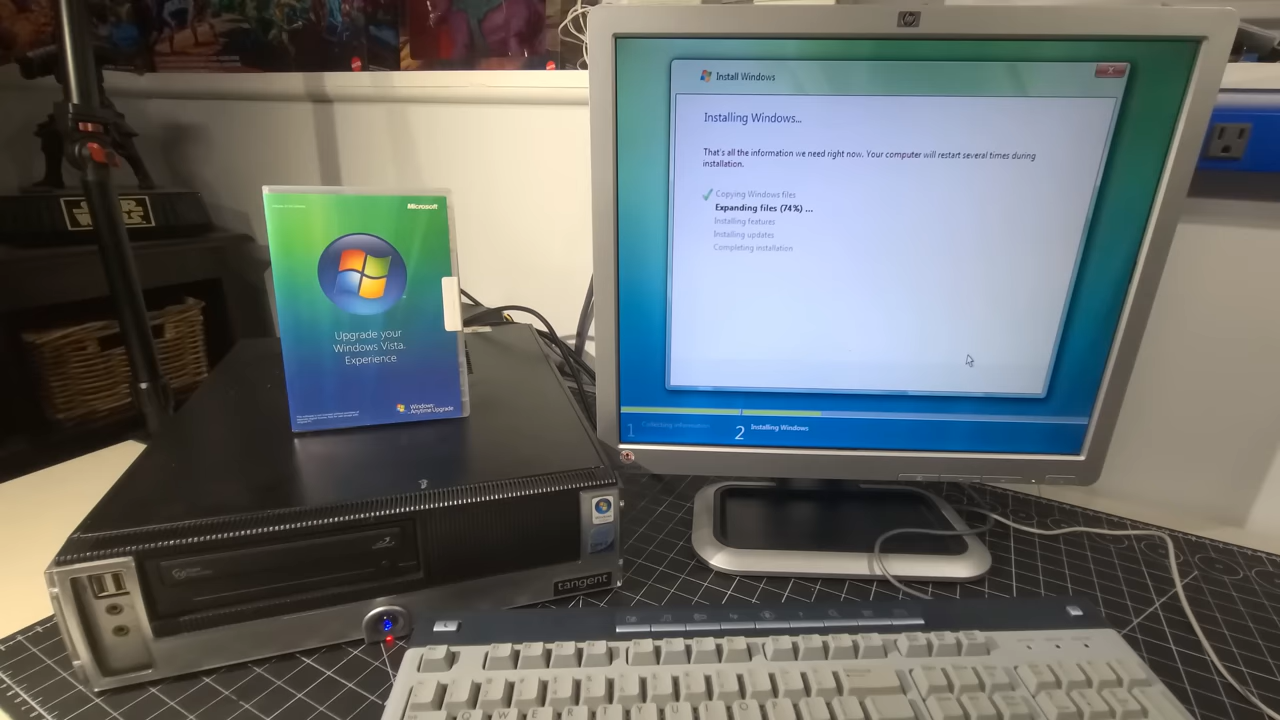 hp
Install Windows
Installing Windows...
That's all the information we need right now. Your computer will restart several times during
installation.
Copying Windows files
Expanding files (74%) ...
Installing features
Installing updates
Completing installation
1 Collecting information
2 Installing Windows
Microsoft
Upgrade your
Windows Vista.
Experience
Windows
Anytime Upgrade
STAR
WARS
tangent
Q W E R T Y U I O P